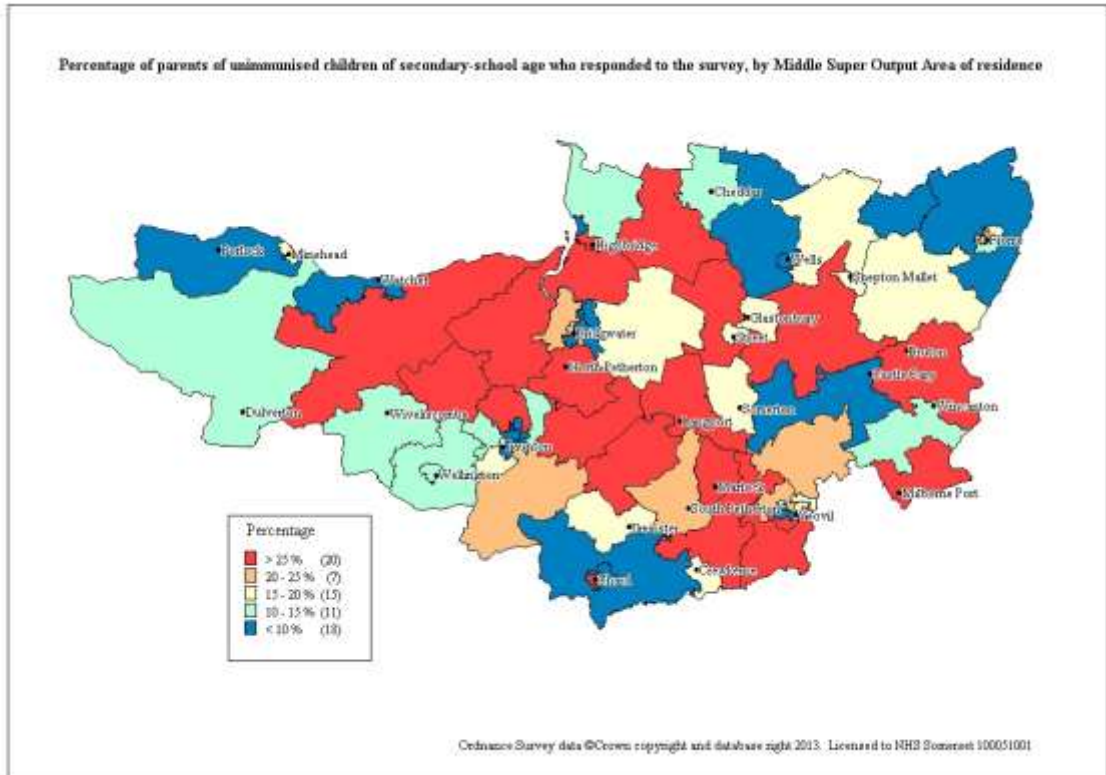 Percentage of parents of unimmunised children of secondary-school age who responded to the survey, by Middle Super Output Area of residence
Cheddar
Highbridge
Porlock
Minehead
Frome
Wells
Watchet
Shepton Mallet
Glastonbury
Street
Bridgwater
Bruton
North Petherton
Castle Cary
Dulverton
Wiveliscombe
Somerton
Wincanton
Langport
Taunton
Wellington
Martock
Milborne Port
South Petherton
Yeovil
Ilminster
Crewkerne
Chard
Percentage
> 25 % (20)
20 - 25 % (7)
15 - 20 % (15)
10 - 15 % (11)
< 10 % (18)
Ordnance Survey data ©Crown copyright and database right 2013. Licensed to NHS Somerset 100051001